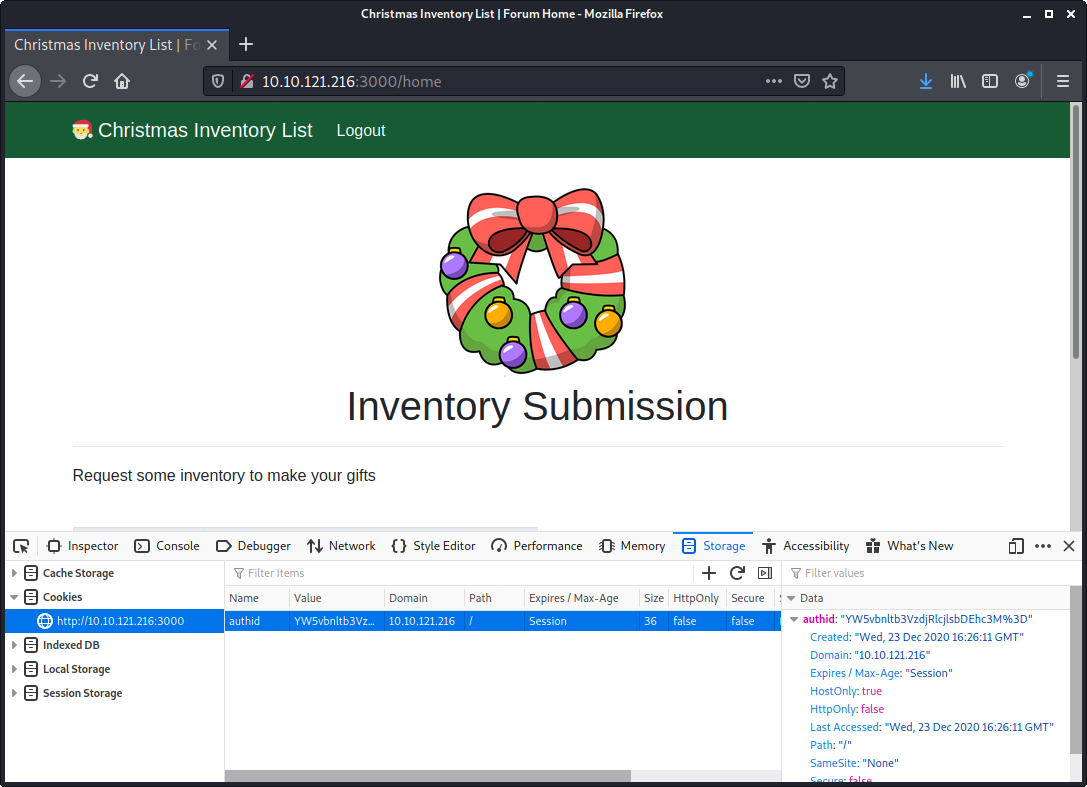 Christmas Inventory List | Forum Home - Mozilla Firefox
Christmas Inventory List | Fo
10.10.121.216:3000/home
Christmas Inventory List Logout
Inventory Submission
Request some inventory to make your gifts
Inspector Console Debugger Network Style Editor Performance Memory Storage Accessibility What's New
Cache Storage
Cookies
http://10.10.121.216:3000
Indexed DB
Local Storage
Session Storage
Filter Items
Name Value Domain Path Expires / Max-Age Size HttpOnly Secure
authid YW5vbnltb3Vz... 10.10.121.216 / Session 36 false false
Filter values
Data
authid: "YW5vbnltb3VzdjRlcjlsbDEhc3M%3D"
Created: "Wed, 23 Dec 2020 16:26:11 GMT"
Domain: "10.10.121.216"
Expires / Max-Age: "Session"
HostOnly: true
HttpOnly: false
Last Accessed: "Wed, 23 Dec 2020 16:26:11 GMT"
Path: "/"
SameSite: "None"
Secure: false